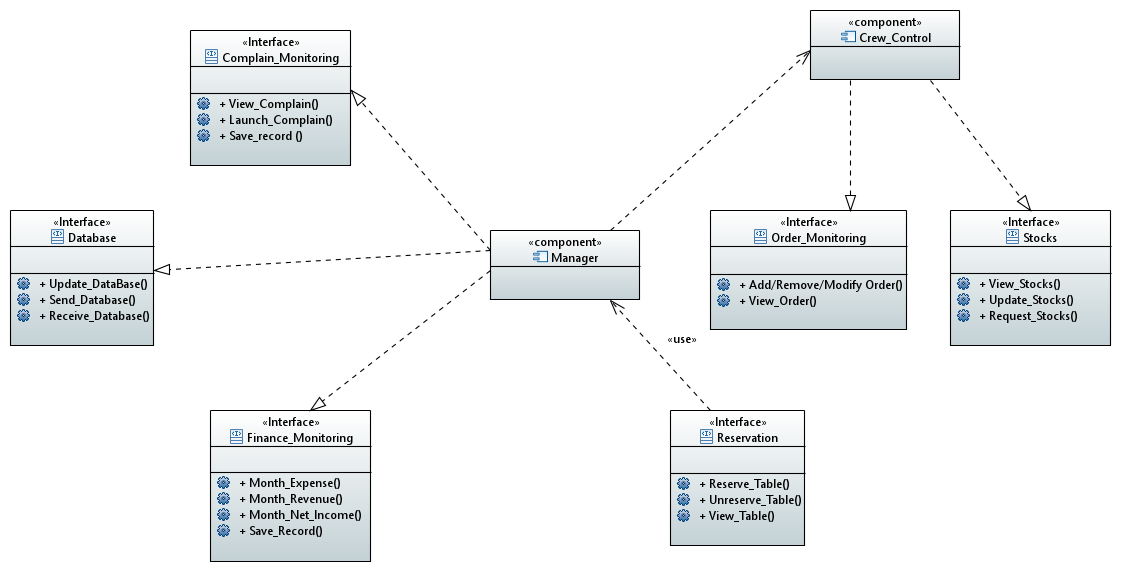 «component»
Crew_Control
«Interface»
Complain_Monitoring
+ View_Complain()
+ Launch_Complain()
+ Save_record ()
«Interface»
Database
+ Update_DataBase()
+ Send_Database()
+ Receive_Database()
«component»
Manager
«Interface»
Order_Monitoring
+ Add/Remove/Modify Order()
+ View_Order()
«Interface»
Stocks
+ View_Stocks()
+ Update_Stocks()
+ Request_Stocks()
«use»
«Interface»
Finance_Monitoring
+ Month_Expense()
+ Month_Revenue()
+ Month_Net_Income()
+ Save_Record()
«Interface»
Reservation
+ Reserve_Table()
+ Unreserve_Table()
+ View_Table()